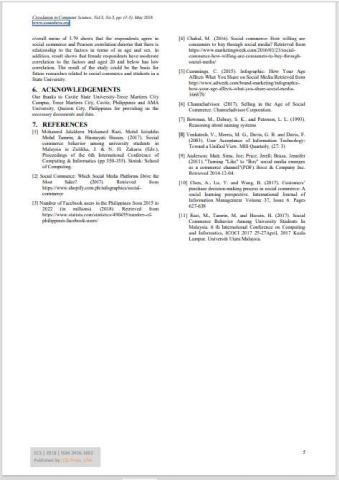 Circulation in Computer Science, Vol.3, No.5, pp: (1-5), May 2018
www.ccsarchive.org
overall mean of 3.79 shows that the respondents agree in
social commerce and Pearson correlation denotes that there is
relationship to the factors in terms of in age and sex. In
addition, result shows that female respondents have moderate
correlation to the factors and aged 20 and below has low
correlation. The result of the study could be the basis for
future researches related to social commerce and students in a
State University.
6. ACKNOWLEDGEMENTS
Our thanks to Cavite State University-Trece Martires City
Campus, Trece Martires City, Cavite, Philippines and AMA
University, Quezon City, Philippines for providing us the
necessary documents and data.
7. REFERENCES
[1] Mohamad Jalaldeen Mohamed Razi, Mohd Isiauddin
Mohd Tamrin, & Husnayati Hussin. (2017). Social
commerce behavior among university students in
Malaysia in Zulikha, J. & N. H. Zakaria (Eds.),
Proceedings of the 6th International Conference of
Computing & Informatics (pp 350-355). Sintok: School
of Computing.
[2] Social Commerce: Which Social Media Platforms Drive the
Most Sales? (2017). Retrieved from
https://www.shopify.com.ph/infographics/social-
commerce
[3] Number of Facebook users in the Philippines from 2015 to
2022 (in millions). (2018). Retrieved from
https://www.statista.com/statistics/490455/number-of-
philippines-facebook-users/
[4] Chahal, M. (2016). Social commerce: How willing are
consumers to buy through social media? Retrieved from
https://www.marketingweek.com/2016/03/23/social-
commerce-how-willing-are-consumers-to-buy-through-
social-media/
[5] Cummings, C. (2015). Infographic: How Your Age
Affects What You Share on Social Media Retrieved from
http://www.adweek.com/brand-marketing/infographic-
how-your-age-affects-what-you-share-social-media-
166870/
[6] ChannelAdvisor. (2017). Selling in the Age of Social
Commerce. ChannelAdvisor Corporation.
[7] Bowman, M., Debray, S. K., and Peterson, L. L. (1993).
Reasoning about naming systems
[8] Venkatesh, V., Morris, M. G., Davis, G. B. and Davis, F.
(2003). User Acceptance of Information Technology:
Toward a Unified View. MIS Quarterly, (27: 3)
[9] Anderson; Matt. Sims, Joe; Price, Jerell; Brusa, Jennifer
(2011). "Turning "Like" to "Buy" social media emerges
as a commerce channel"(PDF) Booz & Company Inc.
Retrieved 2014-12-04.
[10] Chen, A., Lu, Y. and Wang, B. (2017). Customers'
purchase decision-making process in social commerce: A
social learning perspective. International Journal of
Information Management Volume 37, Issue 6. Pages
627-638
[11] Razi, M., Tamrin, M. and Hussin, H. (2017). Social
Commerce Behavior Among University Students In
Malaysia. 6 th International Conference on Computing
and Informatics, ICOCI 2017 25-27April, 2017 Kuala
Lumpur. Universiti Utara Malaysia.
CCS | 2018 | ISSN 2456-3692
Published by: CSL Press, USA
5